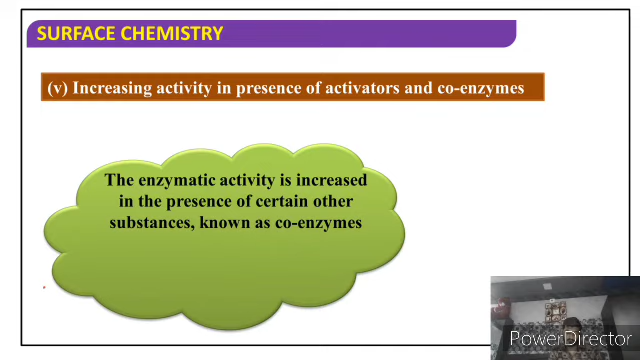 SURFACE CHEMISTRY
(v) Increasing activity in presence of activators and co-enzymes
The enzymatic activity is increased
in the presence of certain other
substances, known as co-enzymes
PowerDirector